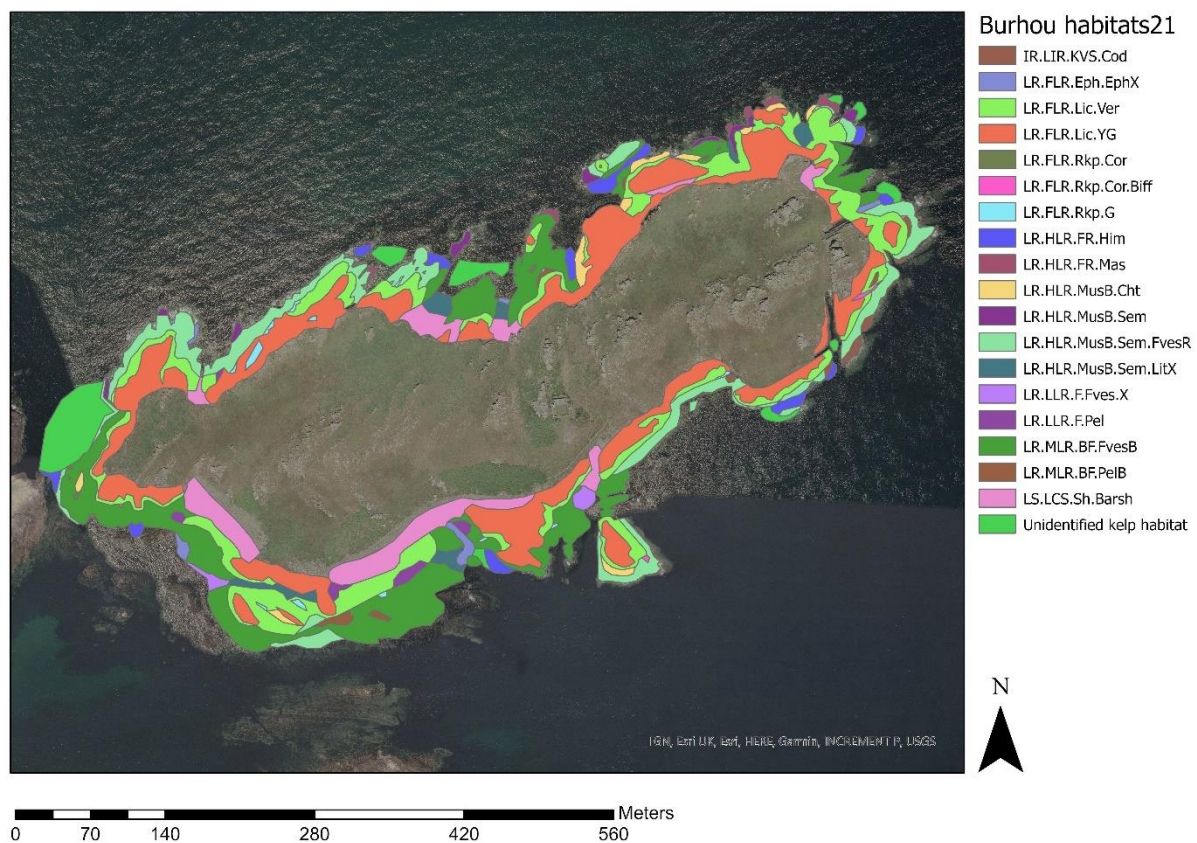 Burhou habitats21
IR.LIR.KVS.Cod
LR.FLR.Eph.EphX
LR.FLR.Lic.Ver
LR.FLR.Lic.YG
LR.FLR.Rkp.Cor
LR.FLR.Rkp.Cor.Biff
LR.FLR.Rkp.G
LR.HLR.FR.Him
LR.HLR.FR.Mas
LR.HLR.MusB.Cht
LR.HLR.MusB.Sem
LR.HLR.MusB.Sem.FvesR
LR.HLR.MusB.Sem.LitX
LR.LLR.F.Fves.X
LR.LLR.F.Pel
LR.MLR.BF.FvesB
LR.MLR.BF.PelB
LS.LCS.Sh.Barsh
Unidentified kelp habitat
N
IGN, Esri UK, Esri, HERE, Garmin, INCREMENT P, USGS
Meters
0 70 140 280 420 560